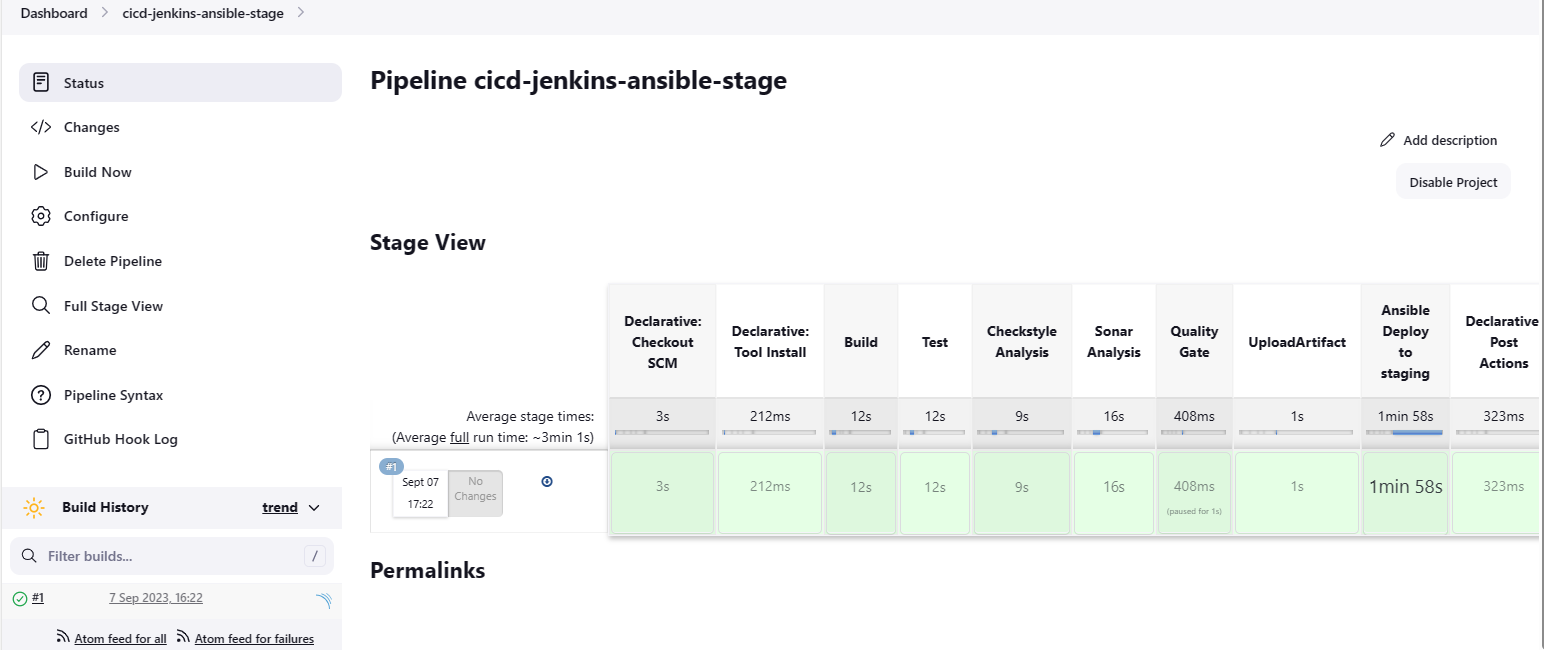 Dashboard > cicd-jenkins-ansible-stage >
Status
Changes
Build Now
Configure
Delete Pipeline
Full Stage View
Rename
Pipeline Syntax
GitHub Hook Log
Build History
trend
Filter builds...
/
#1
7 Sep 2023, 16:22
Atom feed for all
Atom feed for failures
Pipeline cicd-jenkins-ansible-stage
Add description
Disable Project
Stage View
Declarative:
Checkout
SCM
Declarative:
Tool Install
Build
Test
Checkstyle
Analysis
Sonar
Analysis
Quality
Gate
UploadArtifact
Ansible
Deploy
to
staging
Declarative
Post
Actions
Average stage times:
(Average full run time: ~3min 1s)
3s
212ms
12s
12s
9s
16s
408ms
1s
1min 58s
323ms
#1
Sept 07
17:22
No
Changes
3s
212ms
12s
12s
9s
16s
408ms
(paused for 1s)
1s
1min 58s
323ms
Permalinks